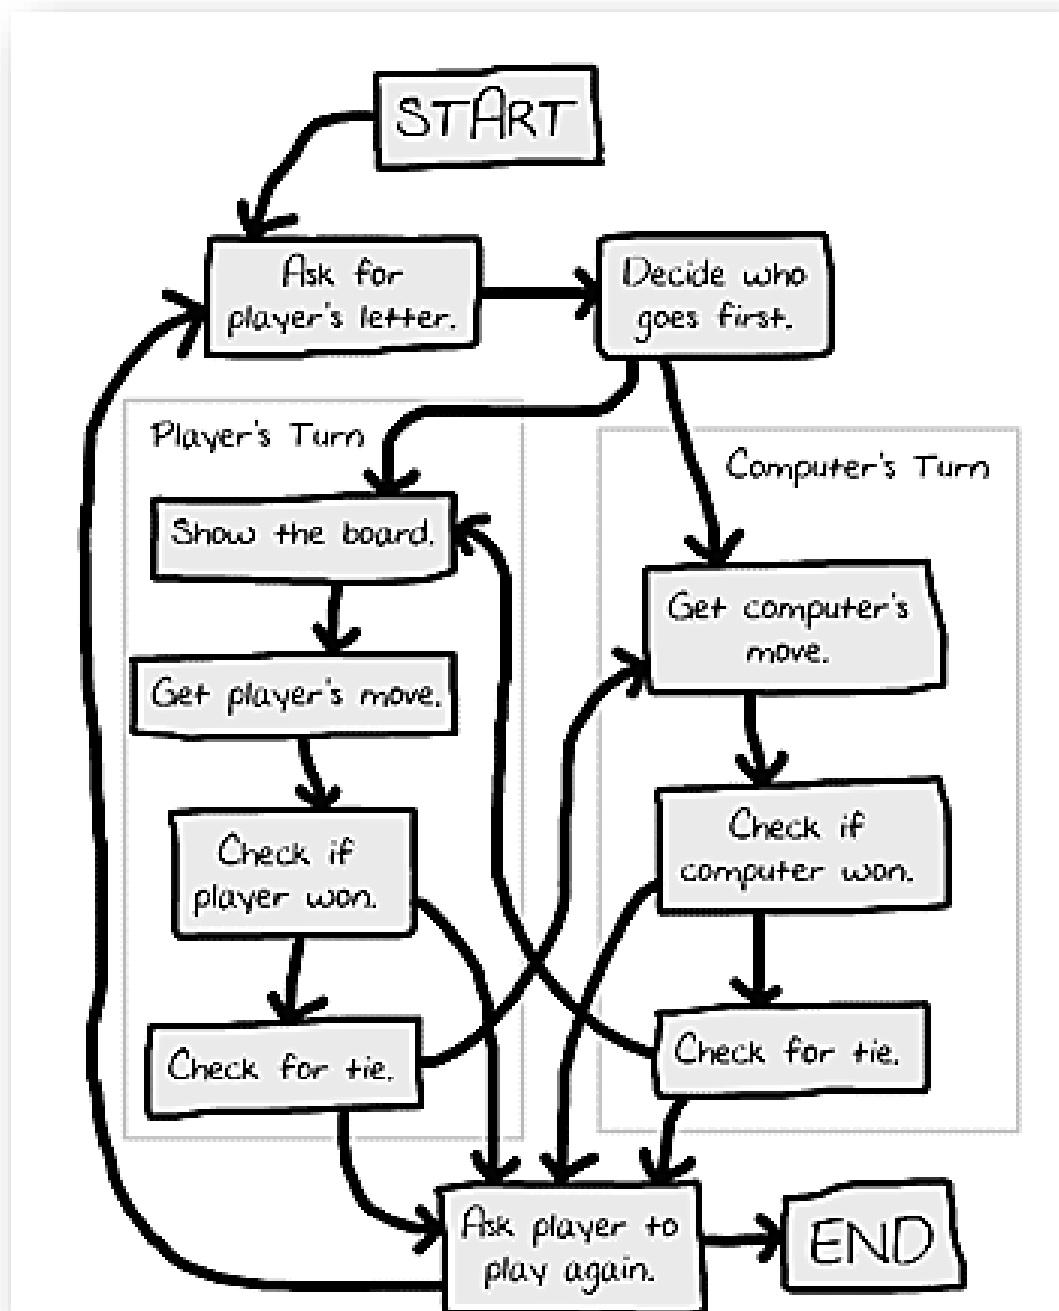 START
Ask for
player's letter.
Decide who
goes first.
Player's Turn
Show the board.
Get player's move.
Check if
player won.
Check for tie.
Computer's Turn
Get computer's
move.
Check if
computer won.
Check for tie.
Ask player to
play again.
END